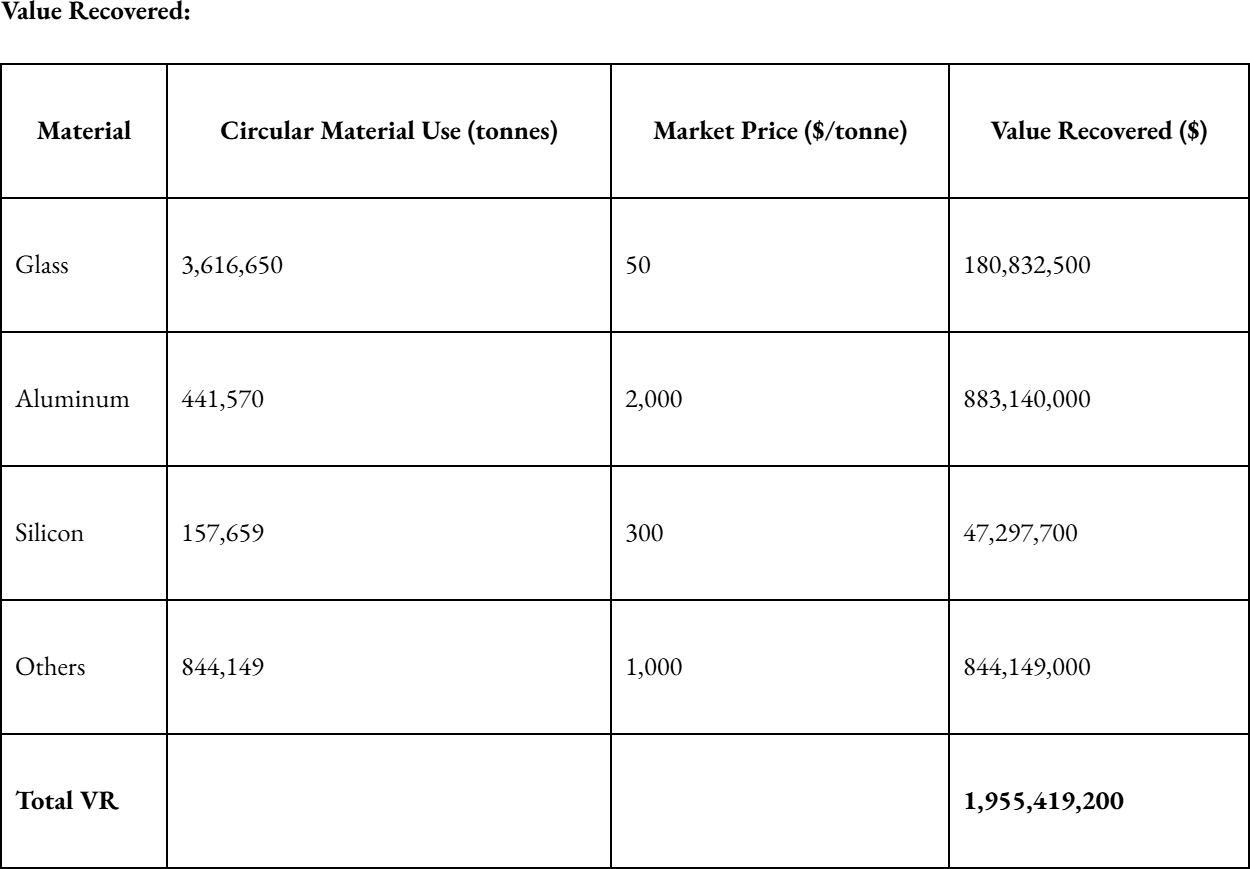 Value Recovered:
Material Circular Material Use (tonnes) Market Price ($/tonne) Value Recovered ($)
Glass 3,616,650 50 180,832,500
Aluminum 441,570 2,000 883,140,000
Silicon 157,659 300 47,297,700
Others 844,149 1,000 844,149,000
Total VR 1,955,419,200